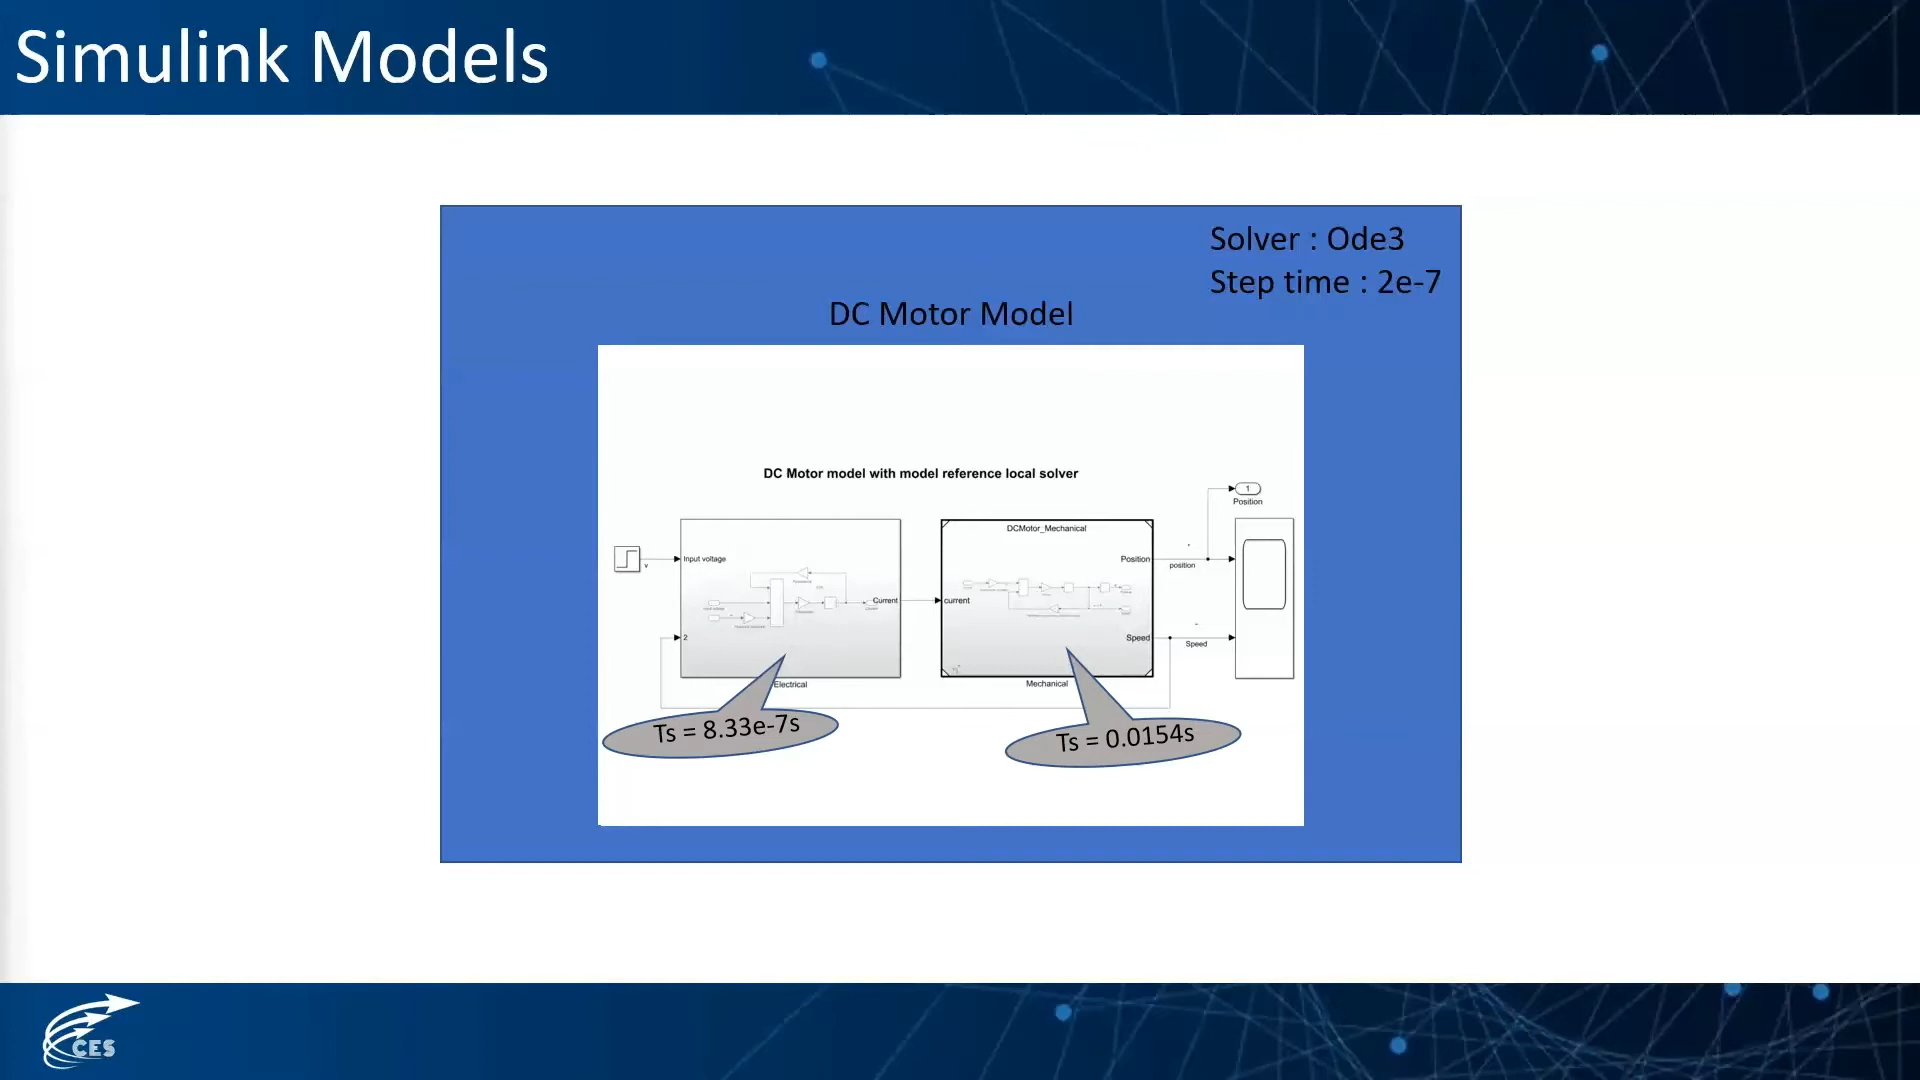 Simulink Models
Solver : Ode3
Step time : 2e-7
DC Motor Model
DC Motor model with model reference local solver
1
Position
DCMotor_Mechanical
Input voltage
v
Position
position
Current
current
2
Speed
Speed
Electrical
Mechanical
Ts = 8.33e-7s
Ts = 0.0154s
CES